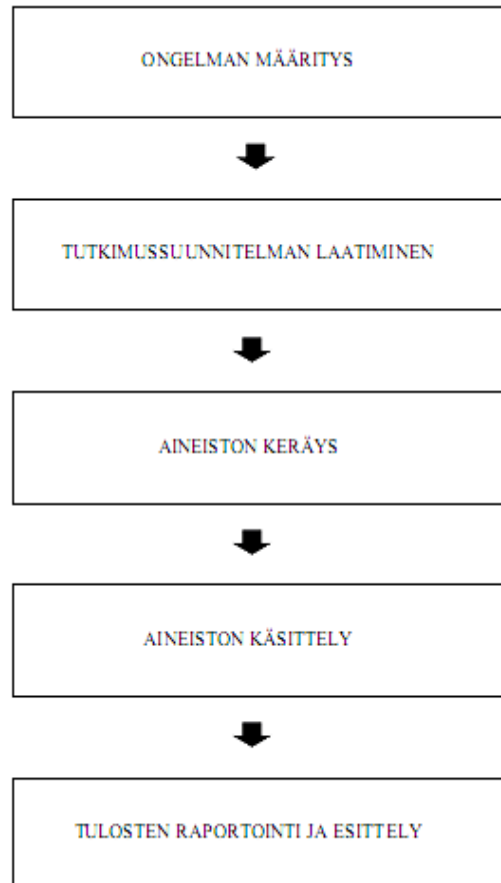 ONGELMAN MÄÄRITYS
TUTKIMUSSUUNNITELMAN LAATIMINEN
AINEISTON KERÄYS
AINEISTON KÄSITTELY
TULOSTEN RAPORTOINTI JA ESITTELY